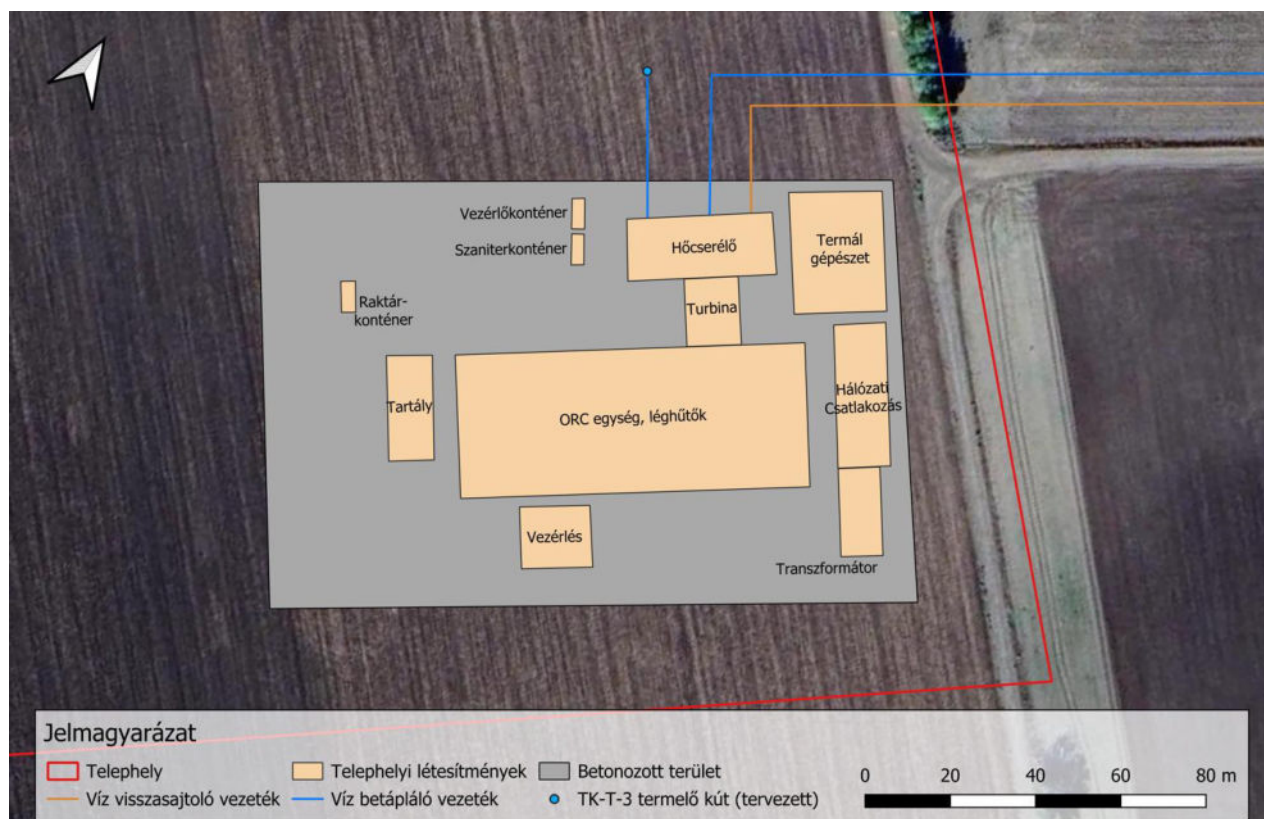 Vezérlőkonténer
Szaniterkonténer
Hőcserélő
Termál
gépészet
Raktár-
konténer
Turbina
Tartály
ORC egység, léghűtők
Hálózati
Csatlakozás
Vezérlés
Transzformátor
Jelmagyarázat
Telephely
Telephelyi létesítmények
Betonozott terület
Víz visszasajtoló vezeték
Víz betápláló vezeték
TK-T-3 termelő kút (tervezett)
0 20 40 60 80 m